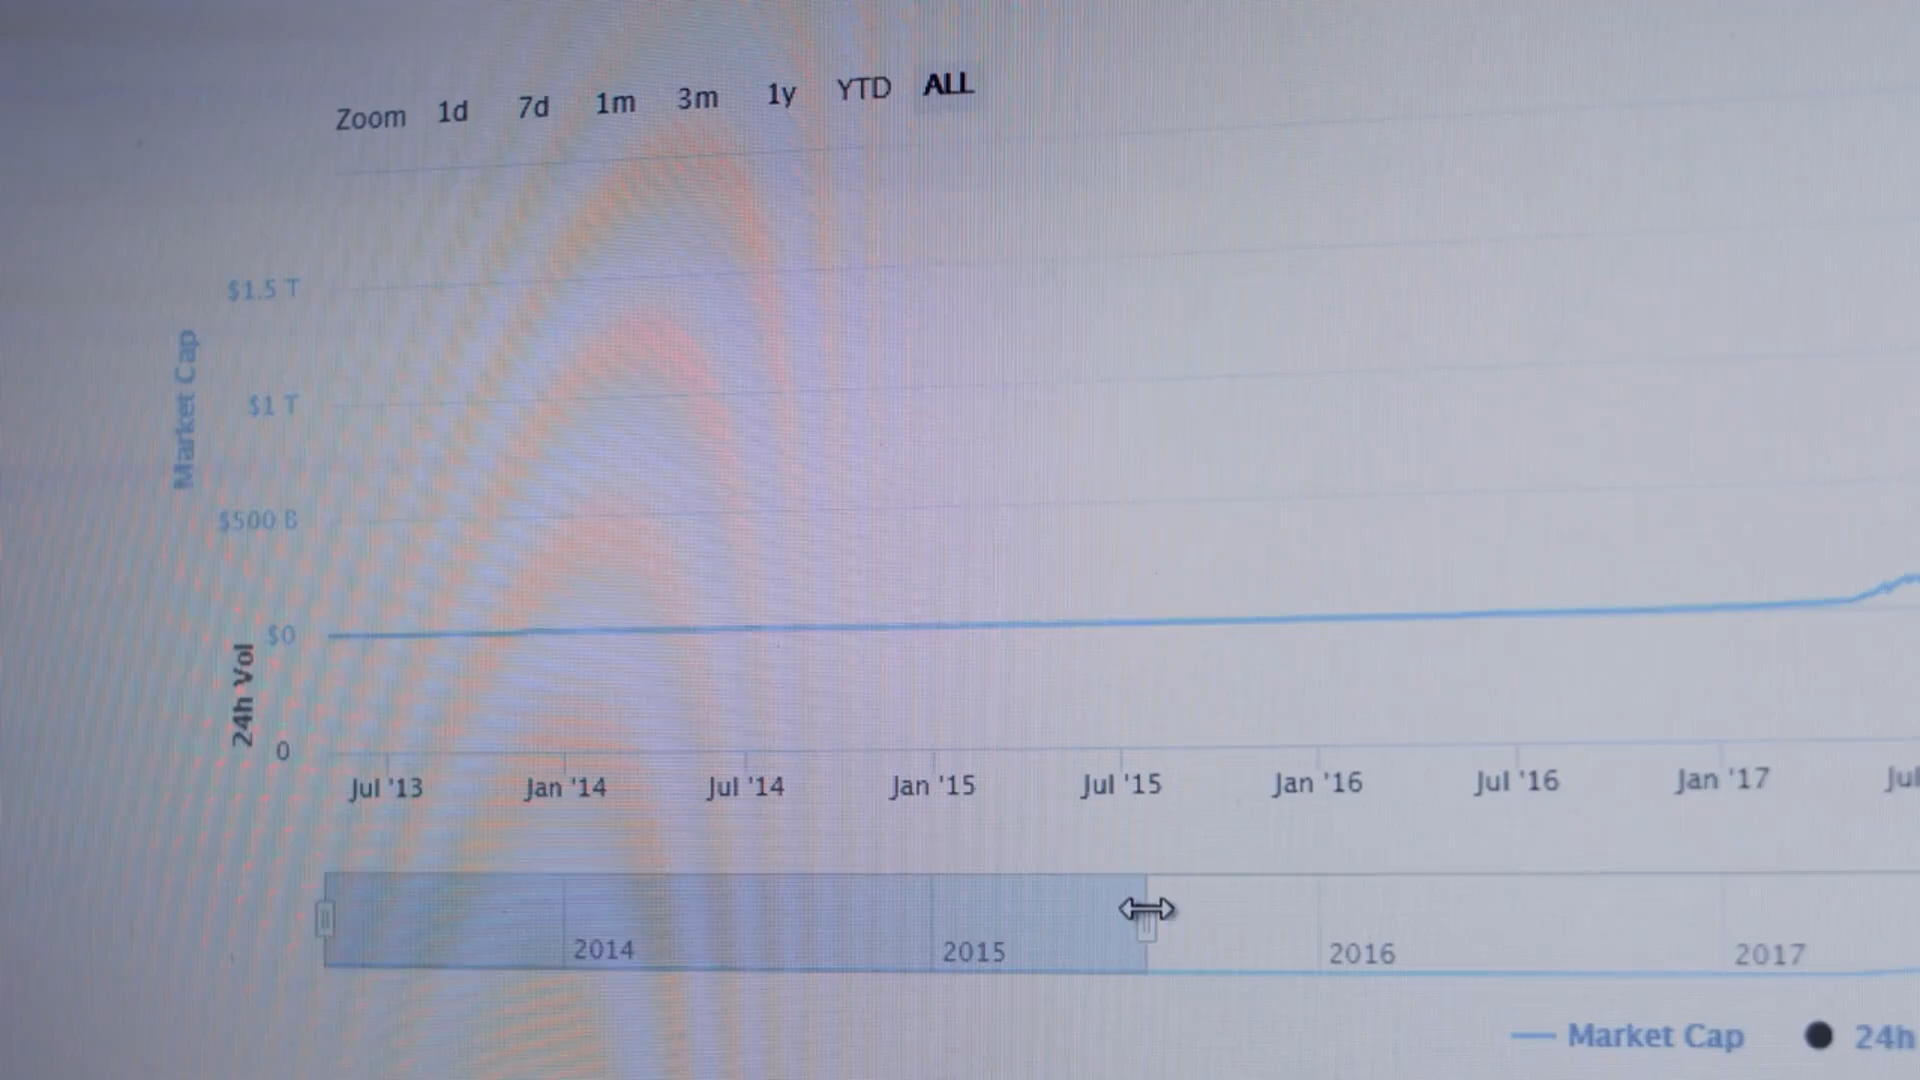 Zoom 1d 7d 1m 3m 1y YTD ALL
$1.5 T
Market Cap
$1 T
$500 B
$0
24h Vol
0
Jul '13 Jan '14 Jul '14 Jan '15 Jul '15 Jan '16 Jul '16 Jan '17 Jul
2014 2015 2016 2017
Market Cap 24h